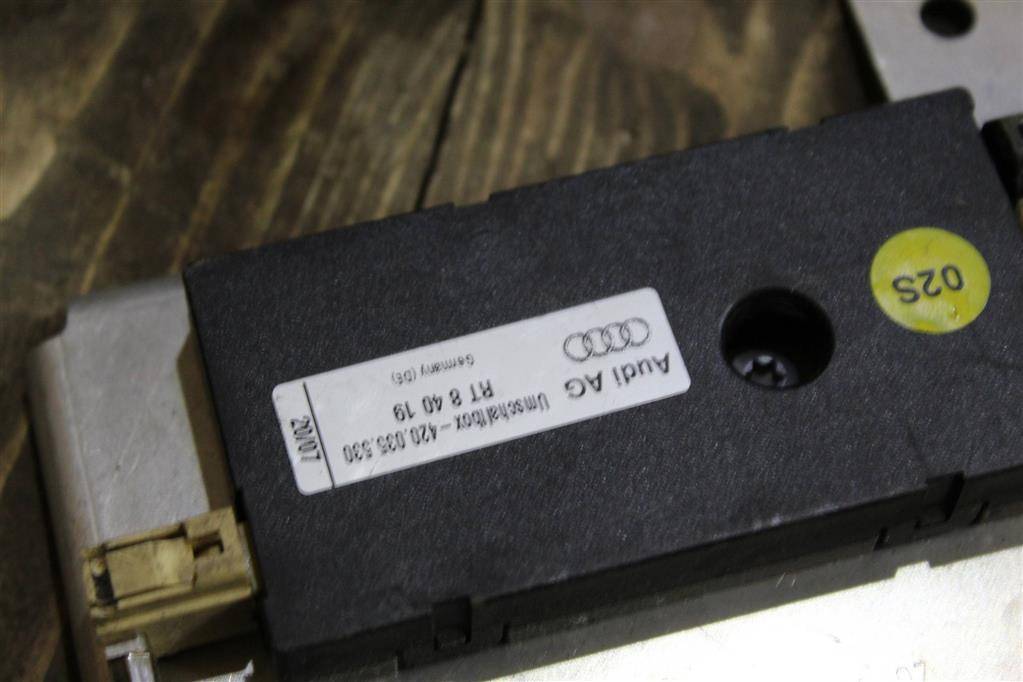 Audi AG
Umschaltbox – 420.035.530
RT 8 40 19
Germany (DE)
20/07
02S